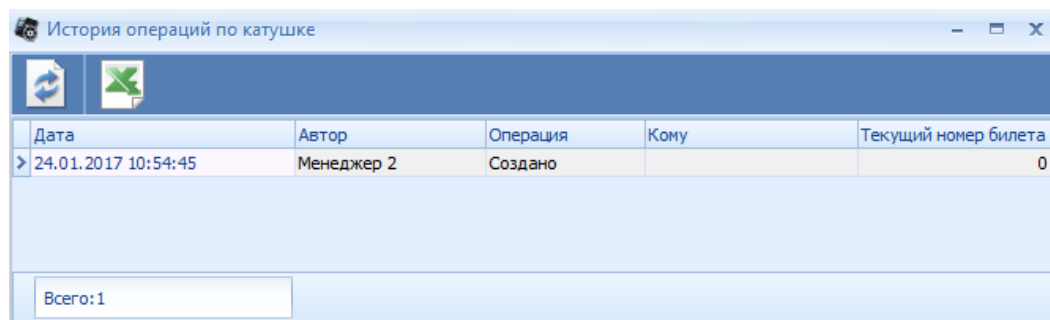 История операций по катушке
Дата Автор Операция Кому Текущий номер билета
24.01.2017 10:54:45 Менеджер 2 Создано 0
Всего:1